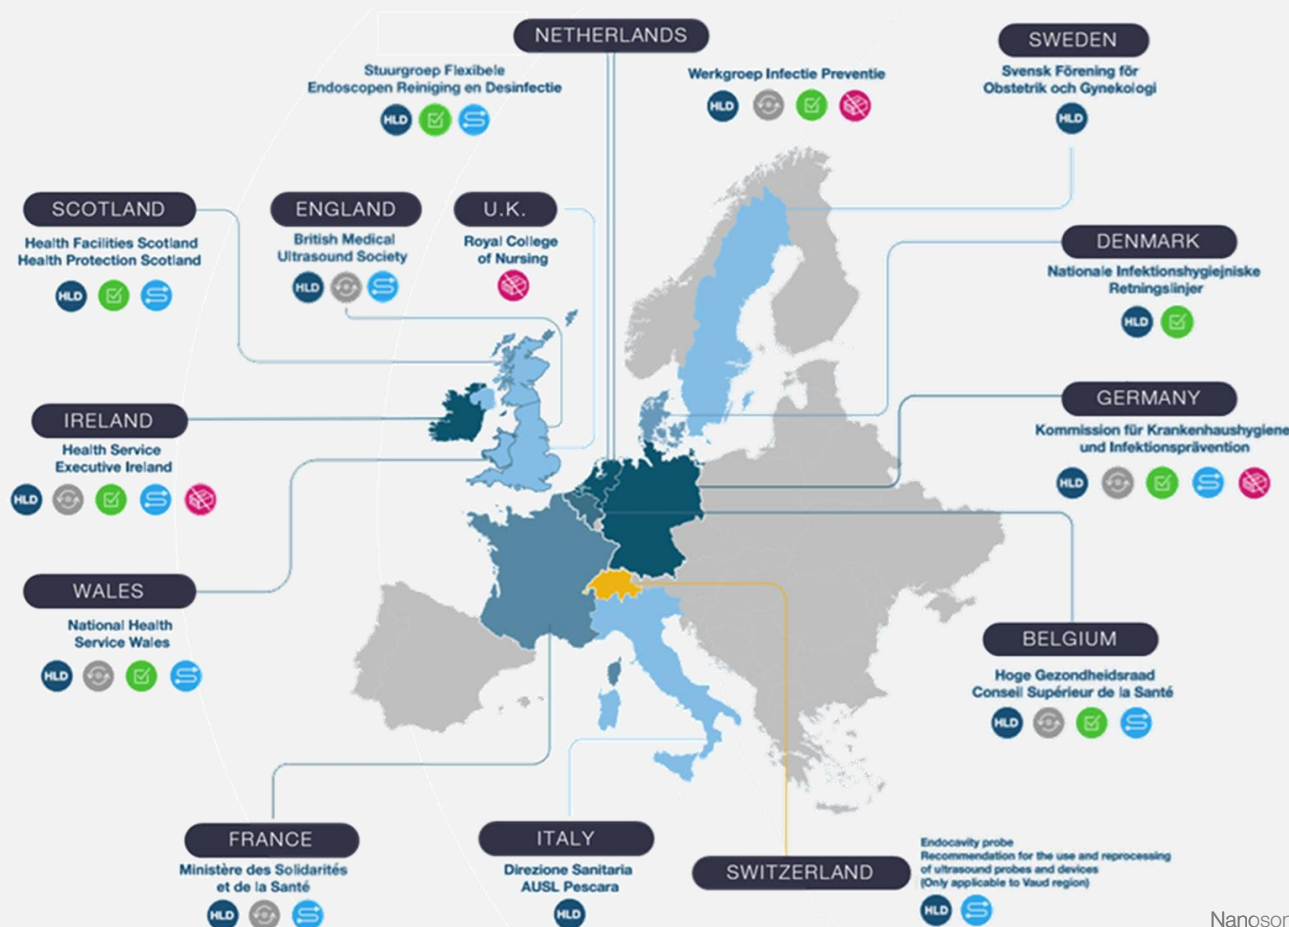 NETHERLANDS
Stuurgroep Flexibele
Endoscopen Reiniging en Desinfectie
HLD
Werkgroep Infectie Preventie
HLD
SWEDEN
Svensk Förening för
Obstetrik och Gynekologi
HLD
SCOTLAND
Health Facilities Scotland
Health Protection Scotland
HLD
ENGLAND
British Medical
Ultrasound Society
HLD
U.K.
Royal College
of Nursing
DENMARK
Nationale Infektionshygiejniske
Retningslinjer
HLD
IRELAND
Health Service
Executive Ireland
HLD
GERMANY
Kommission für Krankenhaushygiene
und Infektionsprävention
HLD
WALES
National Health
Service Wales
HLD
BELGIUM
Hoge Gezondheidsraad
Conseil Supérieur de la Santé
HLD
FRANCE
Ministère des Solidarités
et de la Santé
HLD
ITALY
Direzione Sanitaria
AUSL Pescara
HLD
SWITZERLAND
Endocavity probe
Recommendation for the use and reprocessing
of ultrasound probes and devices
(Only applicable to Vaud region)
HLD
Nanoson